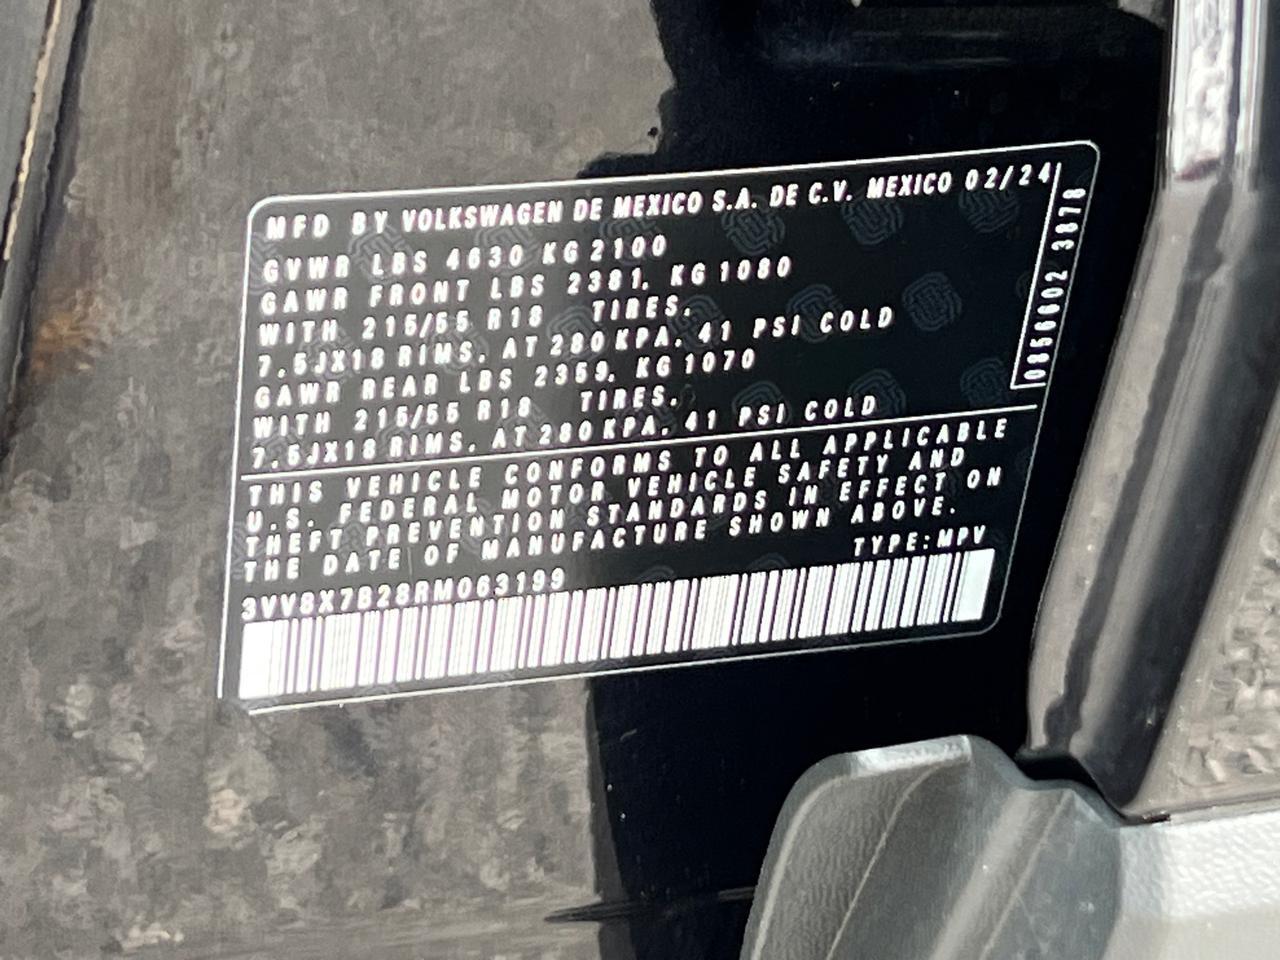 MFD BY VOLKSWAGEN DE MEXICO S.A. DE C.V. MEXICO 02/24
GVWR LBS 4630 KG 2100
GAWR FRONT LBS 2381, KG 1080
WITH 215/55 R18 TIRES,
7.5JX18 RIMS, AT 280 KPA, 41 PSI COLD
GAWR REAR LBS 2359, KG 1070
WITH 215/55 R18 TIRES,
7.5JX18 RIMS, AT 280 KPA, 41 PSI COLD
THIS VEHICLE CONFORMS TO ALL APPLICABLE
U.S. FEDERAL MOTOR VEHICLE SAFETY AND
THEFT PREVENTION STANDARDS IN EFFECT ON
THE DATE OF MANUFACTURE SHOWN ABOVE.
TYPE: MPV
3VV8X7B28RM063199